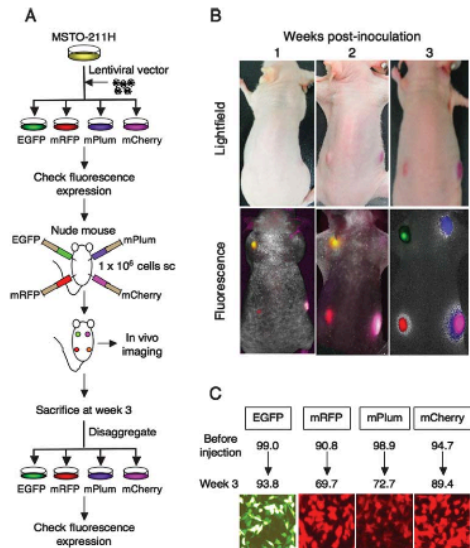 A
MSTO-211H
Lentiviral vector
EGFP mRFP mPlum mCherry
Check fluorescence
expression
Nude mouse
EGFP
mPlum
1 x 10⁶ cells sc
mRFP
mCherry
In vivo
imaging
Sacrifice at week 3
Disaggregate
EGFP mRFP mPlum mCherry
Check fluorescence
expression
B
Weeks post-inoculation
1 2 3
Lightfield
Fluorescence
C
EGFP mRFP mPlum mCherry
Before
injection
99.0 90.8 98.9 94.7
Week 3
93.8 69.7 72.7 89.4